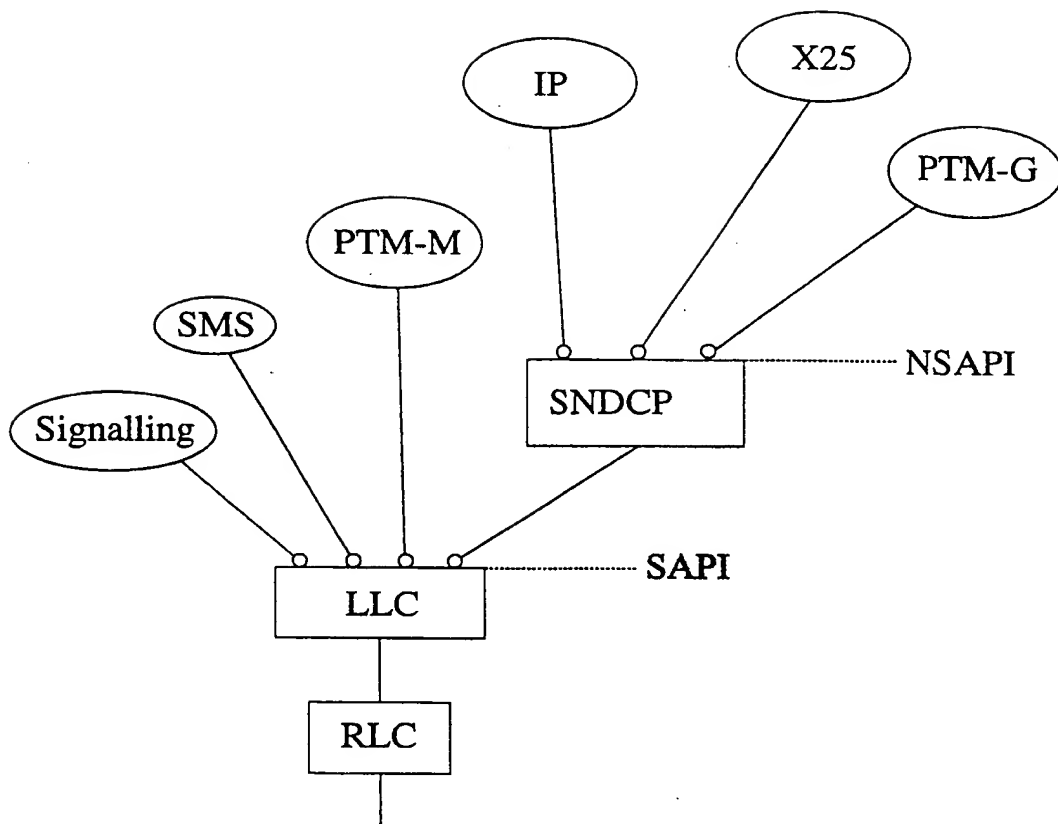 X25
IP
PTM-G
PTM-M
SMS
NSAPI
SNDCP
Signalling
SAPI
LLC
RLC